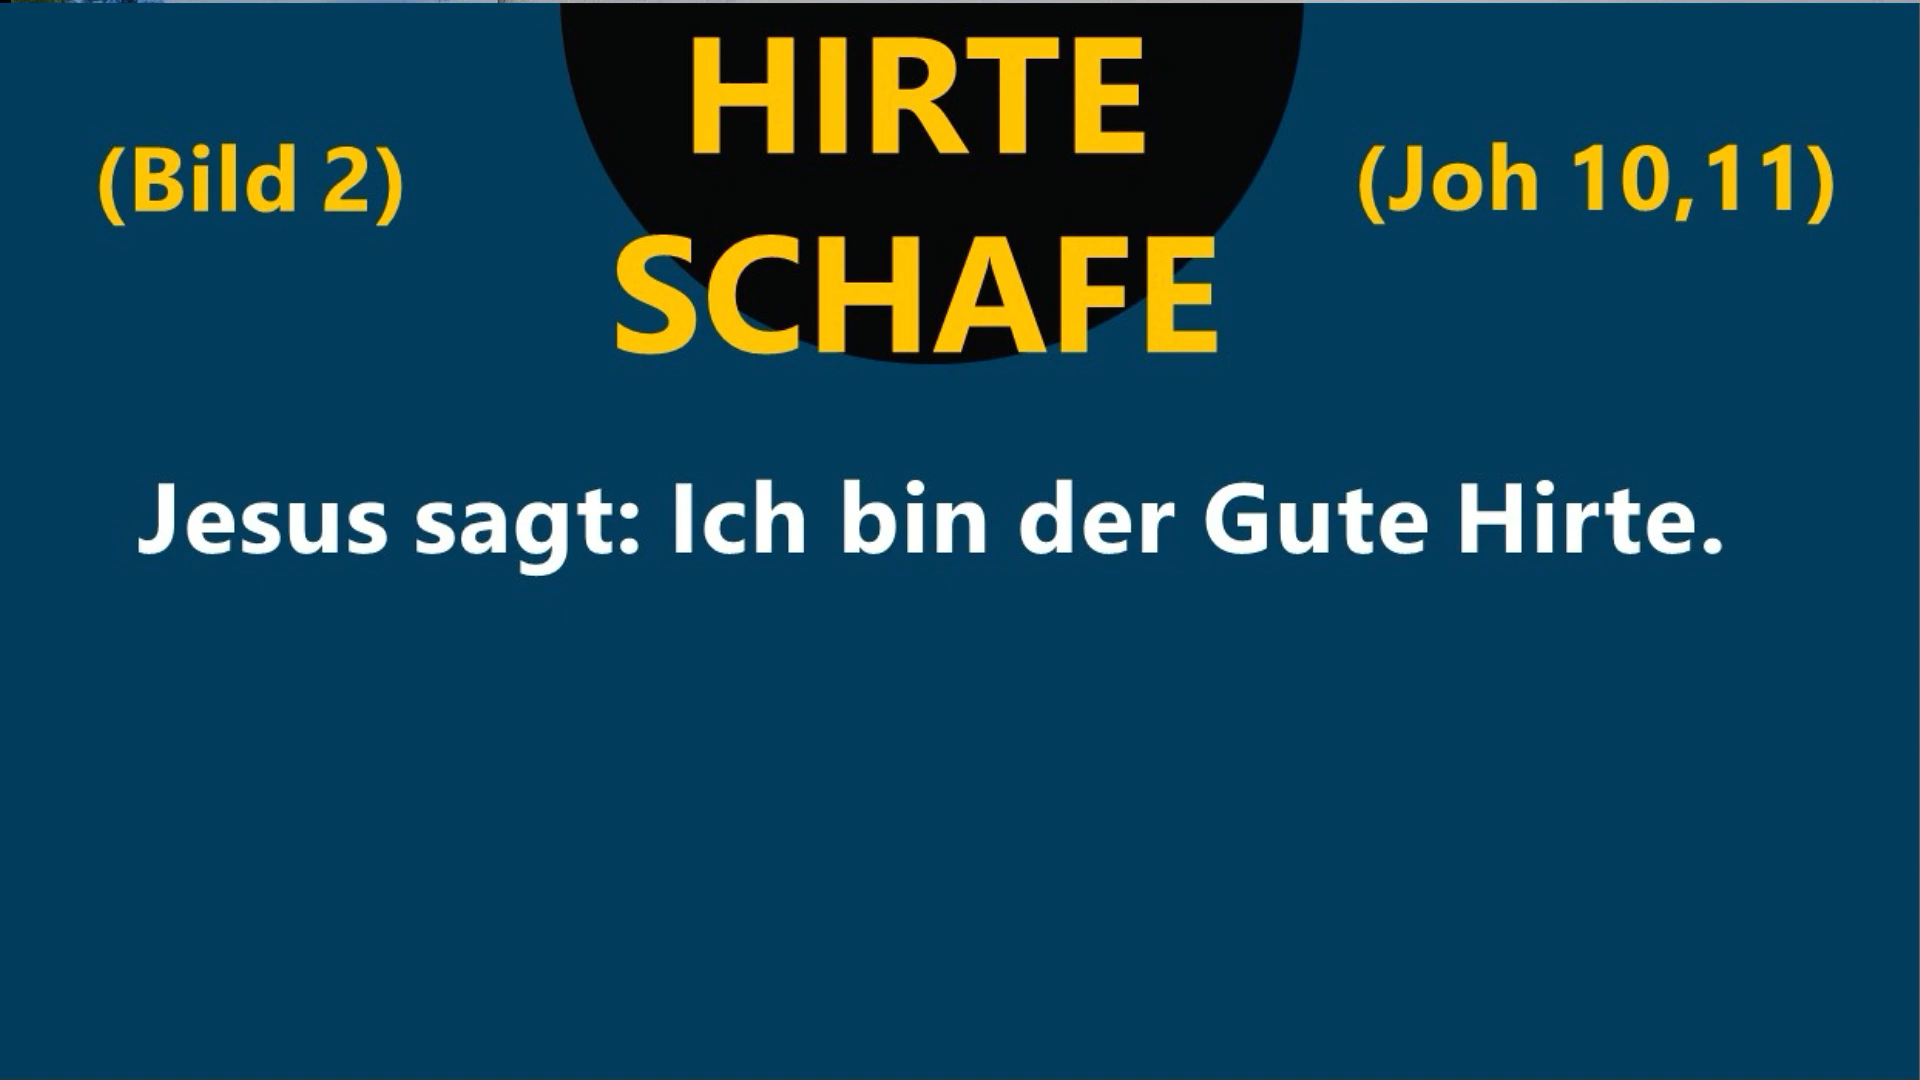 HIRTE
(Bild 2)
(Joh 10,11)
SCHAFE
Jesus sagt: Ich bin der Gute Hirte.